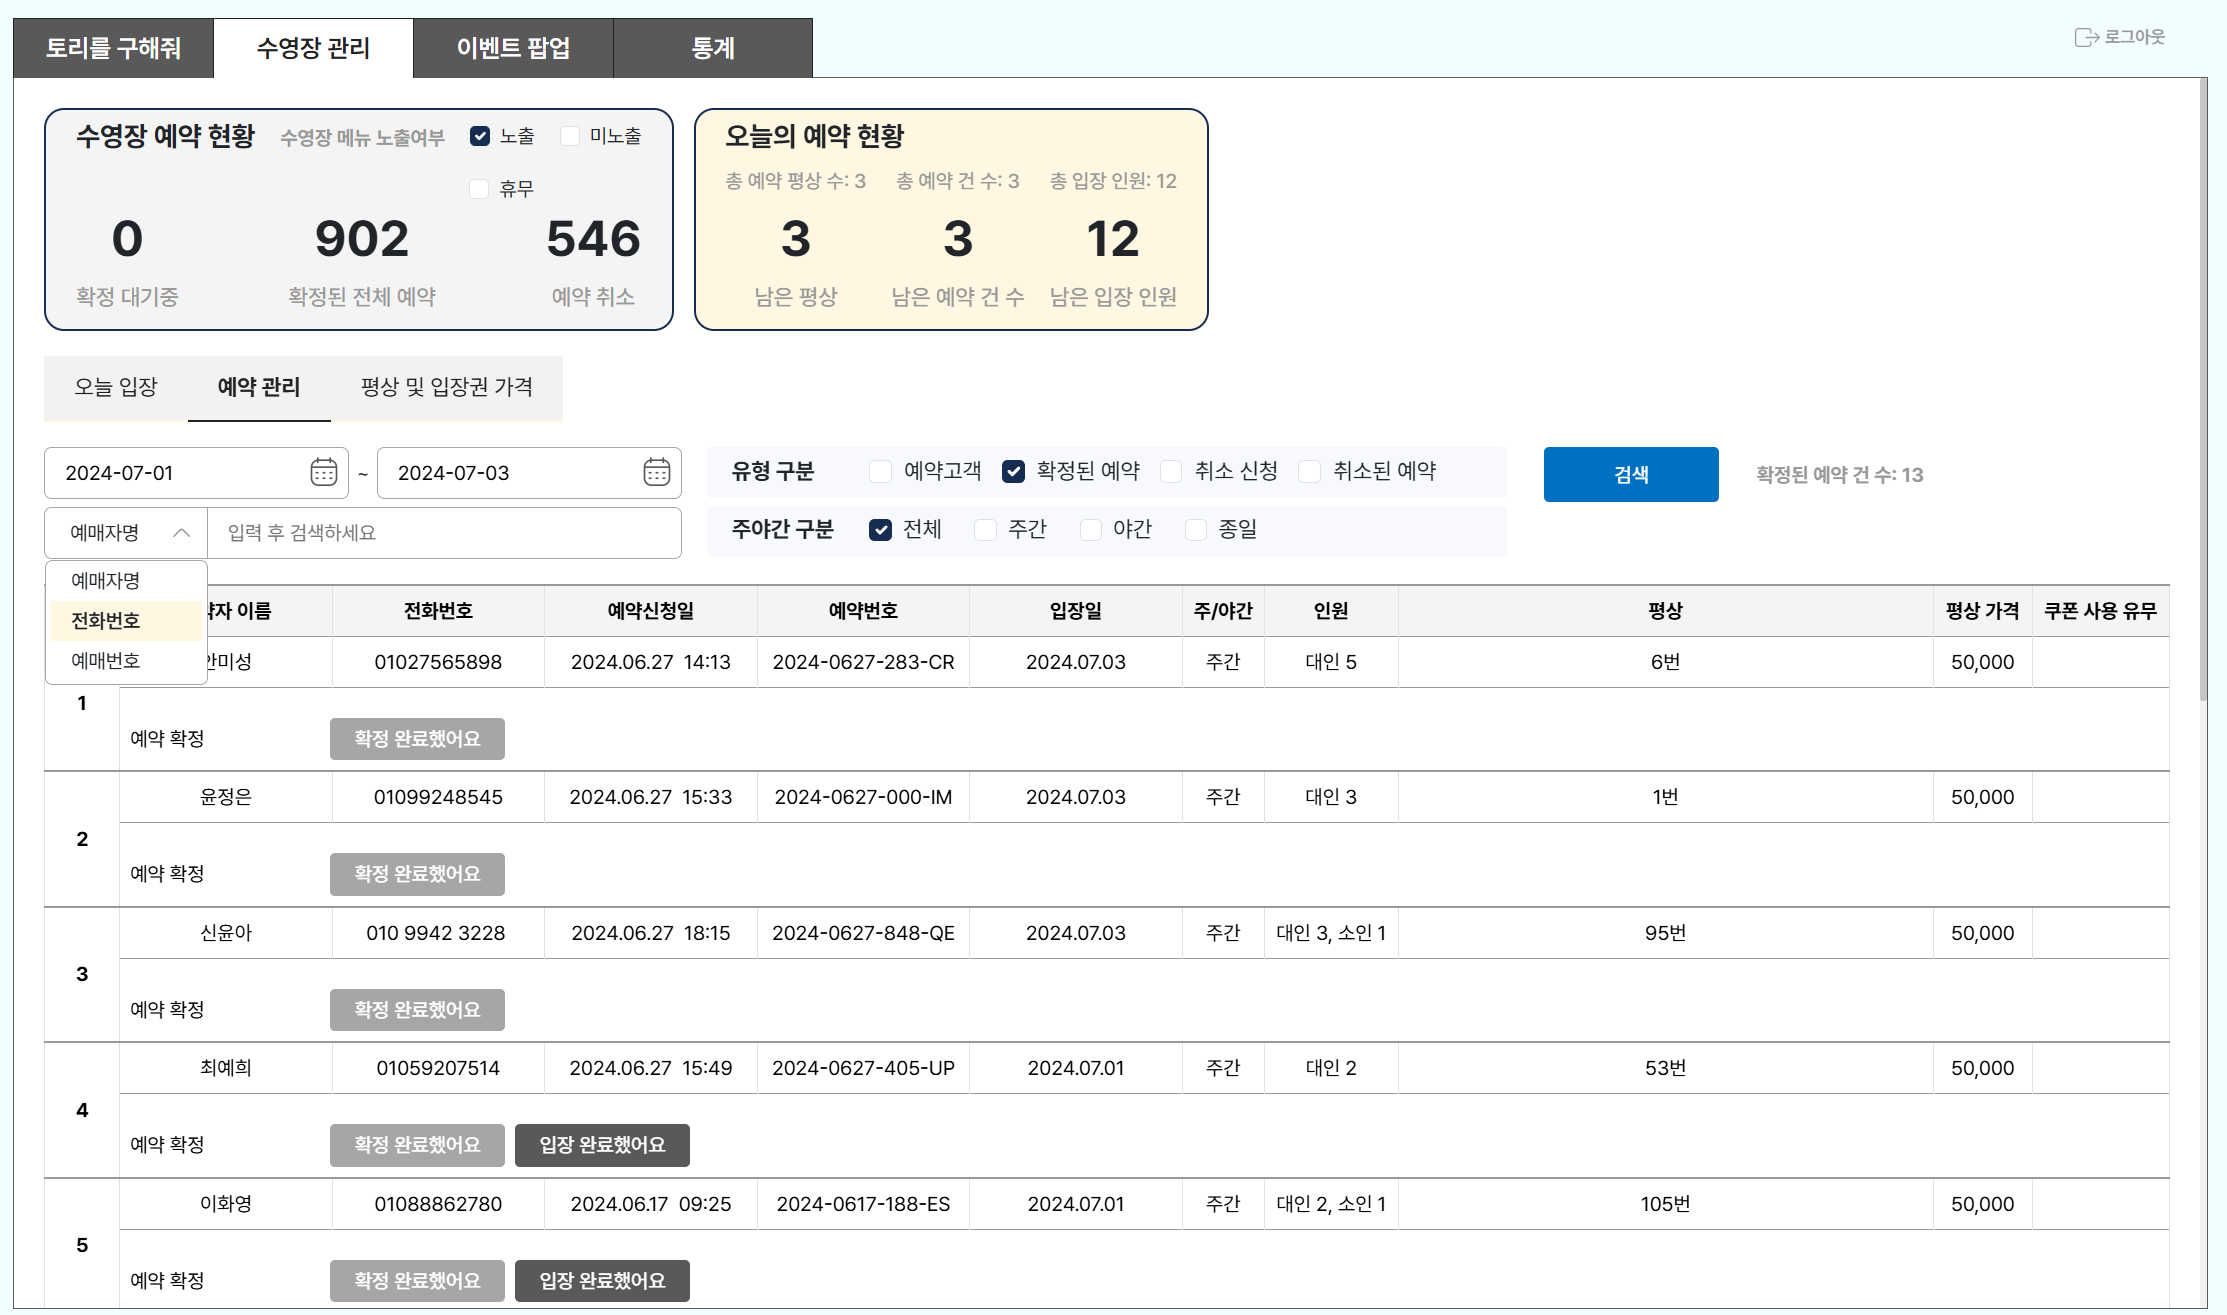 토리를 구해줘 수영장 관리 이벤트 팝업 통계 로그아웃
수영장 예약 현황 수영장 메뉴 노출여부 노출 미노출
휴무
0 902 546
확정 대기중 확정된 전체 예약 예약 취소
오늘의 예약 현황
총 예약 평상 수: 3 총 예약 건 수: 3 총 입장 인원: 12
3 3 12
남은 평상 남은 예약 건 수 남은 입장 인원
오늘 입장 예약 관리 평상 및 입장권 가격
2024-07-01 ~ 2024-07-03 유형 구분 예약고객 확정된 예약 취소 신청 취소된 예약 검색 확정된 예약 건 수: 13
예매자명 입력 후 검색하세요 주야간 구분 전체 주간 야간 종일
예매자명
전화번호
예매번호
약자 이름 전화번호 예약신청일 예약번호 입장일 주/야간 인원 평상 평상 가격 쿠폰 사용 유무
안미성 01027565898 2024.06.27 14:13 2024-0627-283-CR 2024.07.03 주간 대인 5 6번 50,000
1
예약 확정 확정 완료했어요
윤정은 01099248545 2024.06.27 15:33 2024-0627-000-IM 2024.07.03 주간 대인 3 1번 50,000
2
예약 확정 확정 완료했어요
신윤아 010 9942 3228 2024.06.27 18:15 2024-0627-848-QE 2024.07.03 주간 대인 3, 소인 1 95번 50,000
3
예약 확정 확정 완료했어요
최예희 01059207514 2024.06.27 15:49 2024-0627-405-UP 2024.07.01 주간 대인 2 53번 50,000
4
예약 확정 확정 완료했어요 입장 완료했어요
이화영 01088862780 2024.06.17 09:25 2024-0617-188-ES 2024.07.01 주간 대인 2, 소인 1 105번 50,000
5
예약 확정 확정 완료했어요 입장 완료했어요